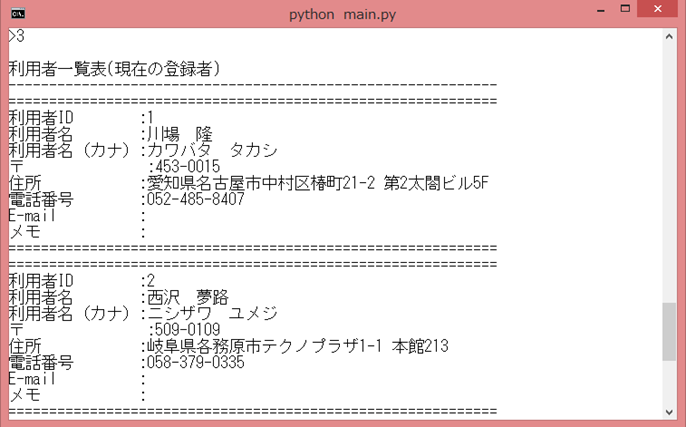 python  main.py
>3
利用者一覧表(現在の登録者)
-------------------------------------------------------------
=============================================================
利用者ID　　　　:1
利用者名　　　　:川場　隆
利用者名（カナ）:カワバタ　タカシ
〒　　　　　　　:453-0015
住所　　　　　　:愛知県名古屋市中村区椿町21-2 第2太閤ビル5F
電話番号　　　　:052-485-8407
E-mail　　　　　:
メモ　　　　　　:
=============================================================
=============================================================
利用者ID　　　　:2
利用者名　　　　:西沢　夢路
利用者名（カナ）:ニシザワ　ユメジ
〒　　　　　　　:509-0109
住所　　　　　　:岐阜県各務原市テクノプラザ1-1 本館213
電話番号　　　　:058-379-0335
E-mail　　　　　:
メモ　　　　　　:
=============================================================